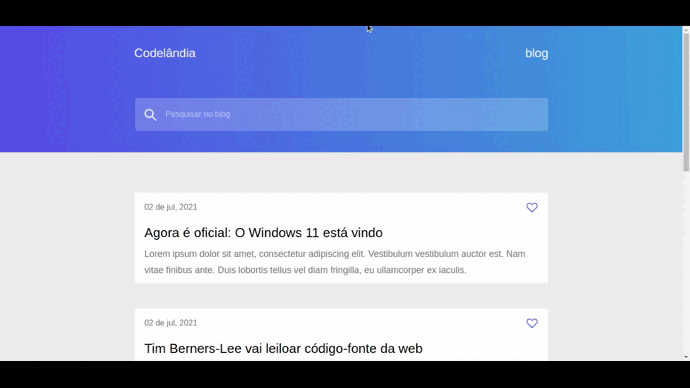 Codelândia
blog
Pesquisar no blog
02 de jul, 2021
Agora é oficial: O Windows 11 está vindo
Lorem ipsum dolor sit amet, consectetur adipiscing elit. Vestibulum vestibulum auctor est. Nam
vitae finibus ante. Duis lobortis tellus vel diam fringilla, eu ullamcorper ex iaculis.
02 de jul, 2021
Tim Berners-Lee vai leiloar código-fonte da web